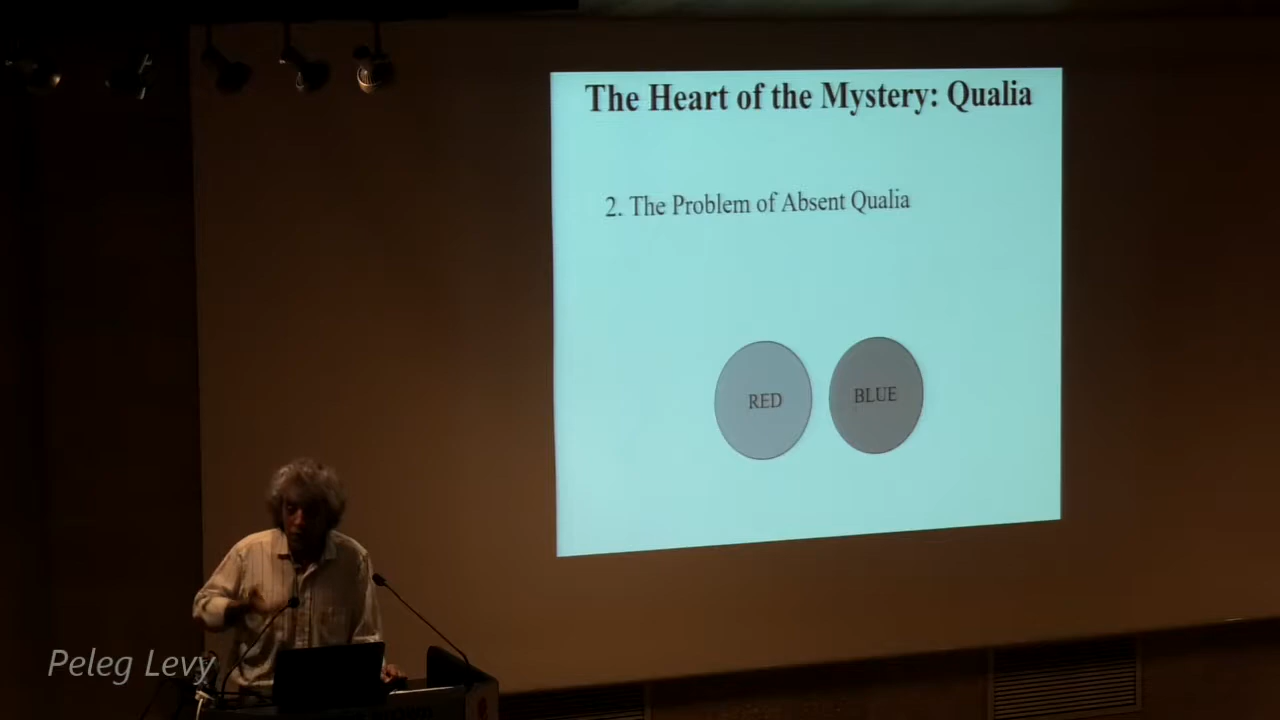 The Heart of the Mystery: Qualia
2. The Problem of Absent Qualia
RED
BLUE
Peleg Levy